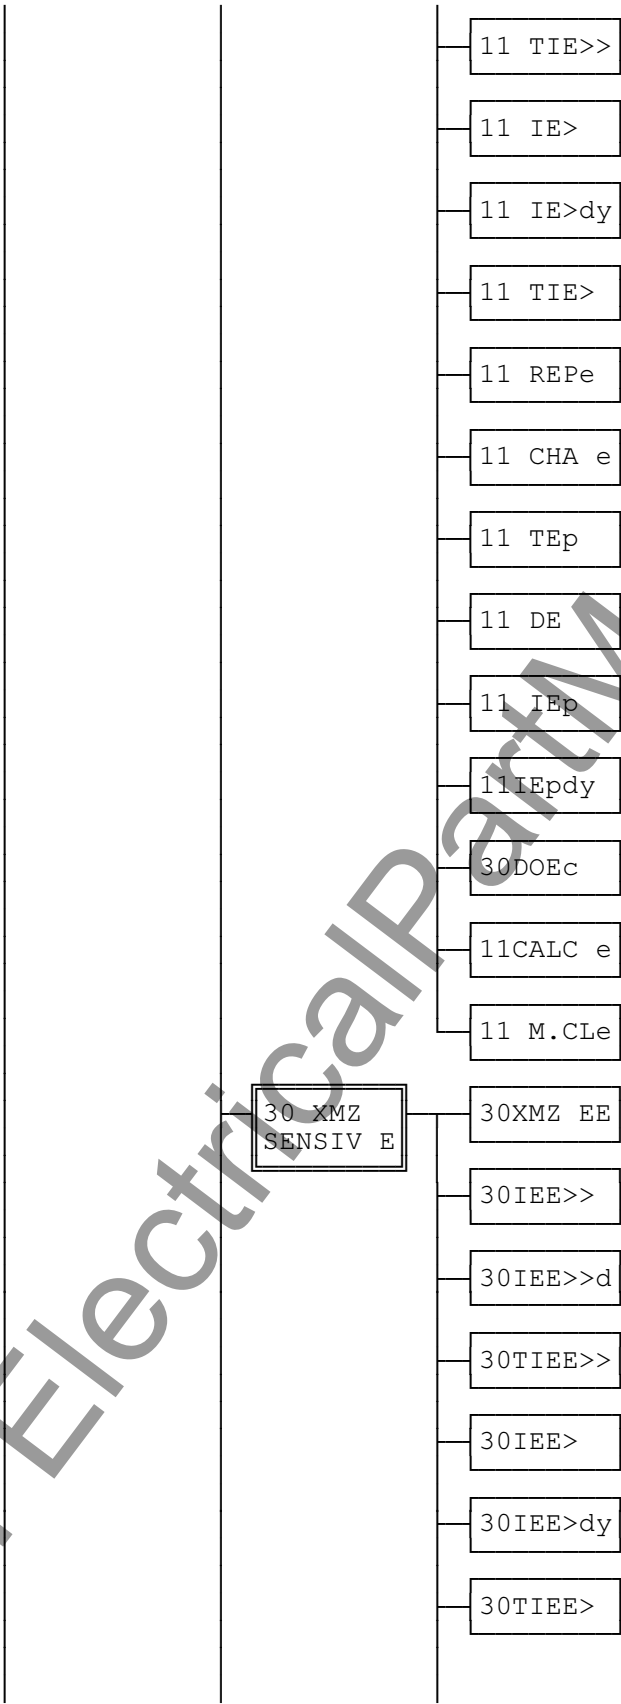 11 TIE>>
11 IE>
11 IE>dy
11 TIE>
11 REPe
11 CHA e
11 TEp
11 DE
11 IEp
11IEpdy
30DOEc
11CALC e
11 M.CLe
30 XMZ
SENSIV E
30XMZ EE
30IEE>>
30IEE>>d
30TIEE>>
30IEE>
30IEE>dy
30TIEE>
ElectricalPartM